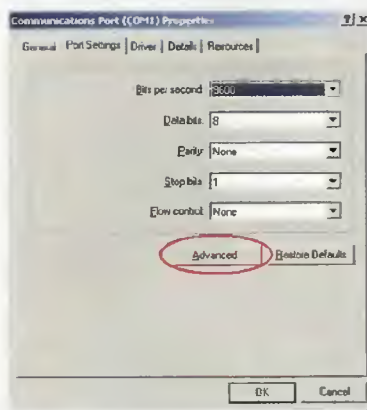 Communications Port (COM1) Properties ? x
General Port Settings Driver Details Resources
Bits per second: 9600
Data bits: 8
Parity: None
Stop bits: 1
Flow control: None
Advanced Restore Defaults
OK Cancel